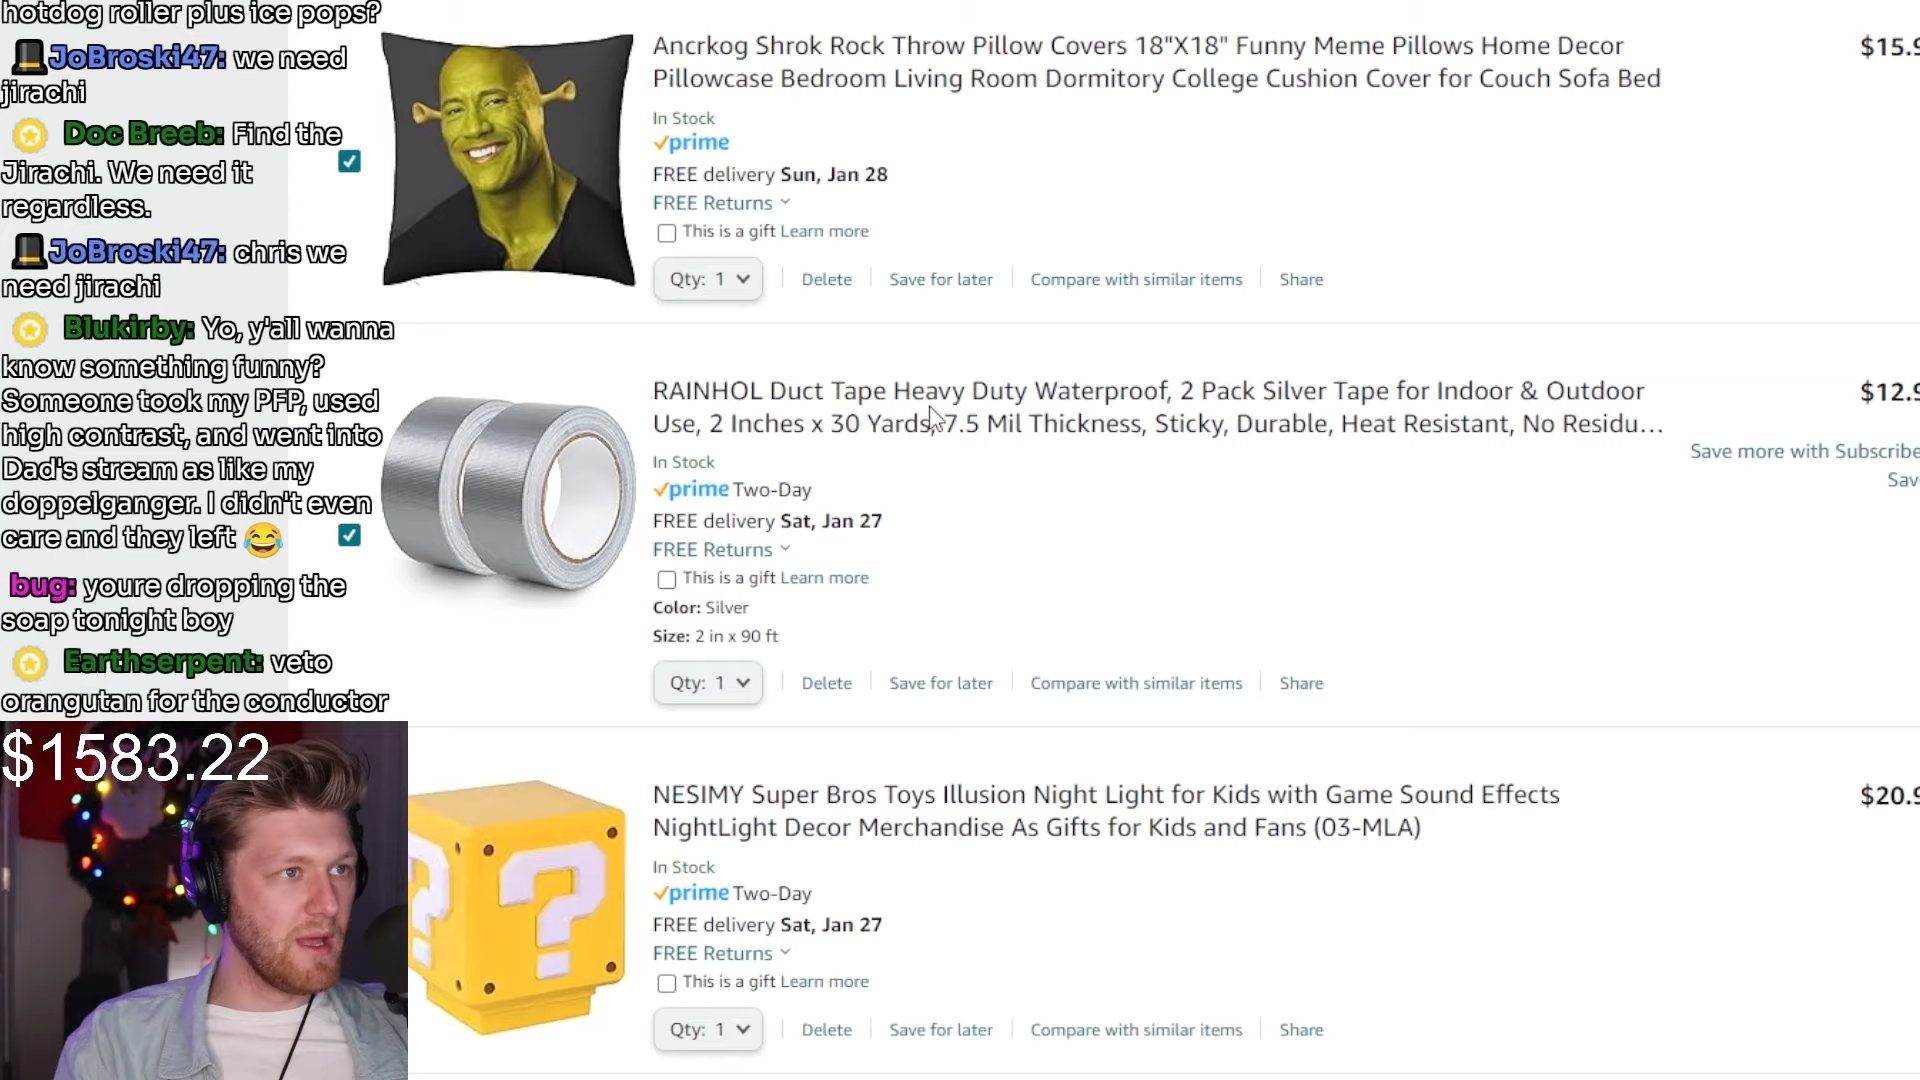 hotdog roller plus ice pops?
JoBroski47: we need
jirachi
Doc Breeb: Find the
Jirachi. We need it
regardless.
JoBroski47: chris we
need jirachi
Blukirby: Yo, y'all wanna
know something funny?
Someone took my PFP, used
high contrast, and went into
Dad's stream as like my
doppelganger. I didn't even
care and they left 😂
bug: youre dropping the
soap tonight boy
Earthserpent: veto
orangutan for the conductor
$1583.22
Ancrkog Shrok Rock Throw Pillow Covers 18"X18" Funny Meme Pillows Home Decor
Pillowcase Bedroom Living Room Dormitory College Cushion Cover for Couch Sofa Bed
$15.9
In Stock
prime
FREE delivery Sun, Jan 28
FREE Returns
This is a gift Learn more
Qty: 1 Delete Save for later Compare with similar items Share
RAINHOL Duct Tape Heavy Duty Waterproof, 2 Pack Silver Tape for Indoor & Outdoor
Use, 2 Inches x 30 Yards, 7.5 Mil Thickness, Sticky, Durable, Heat Resistant, No Residu…
$12.9
Save more with Subscribe
Sav
In Stock
prime Two-Day
FREE delivery Sat, Jan 27
FREE Returns
This is a gift Learn more
Color: Silver
Size: 2 in x 90 ft
Qty: 1 Delete Save for later Compare with similar items Share
NESIMY Super Bros Toys Illusion Night Light for Kids with Game Sound Effects
NightLight Decor Merchandise As Gifts for Kids and Fans (03-MLA)
$20.9
In Stock
prime Two-Day
FREE delivery Sat, Jan 27
FREE Returns
This is a gift Learn more
Qty: 1 Delete Save for later Compare with similar items Share
? ?